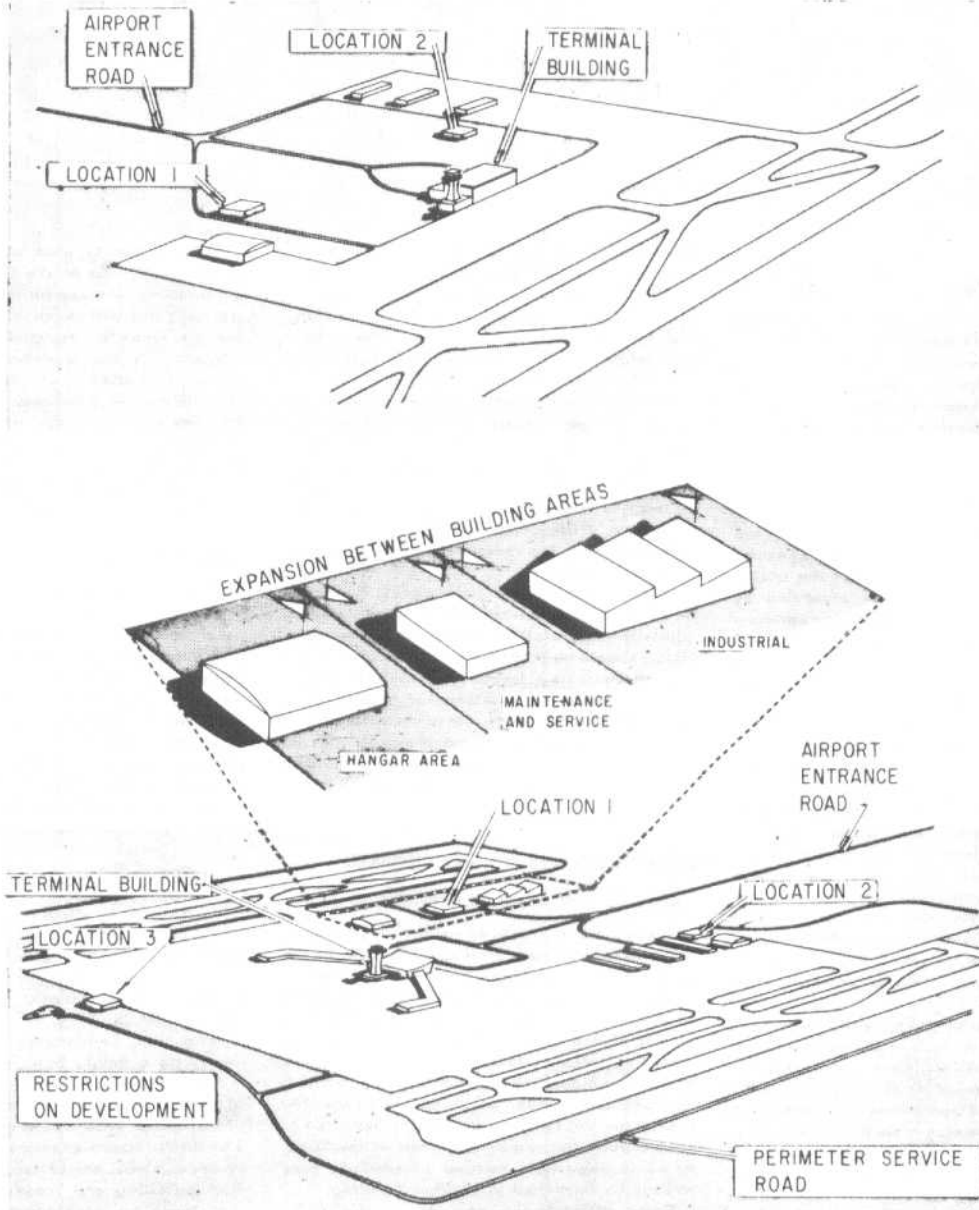 AIRPORT
ENTRANCE
ROAD
LOCATION 2
TERMINAL
BUILDING
LOCATION 1
EXPANSION BETWEEN BUILDING AREAS
INDUSTRIAL
MAINTENANCE
AND SERVICE
HANGAR AREA
AIRPORT
ENTRANCE
ROAD
LOCATION 1
TERMINAL BUILDING
LOCATION 2
LOCATION 3
RESTRICTIONS
ON DEVELOPMENT
PERIMETER SERVICE
ROAD